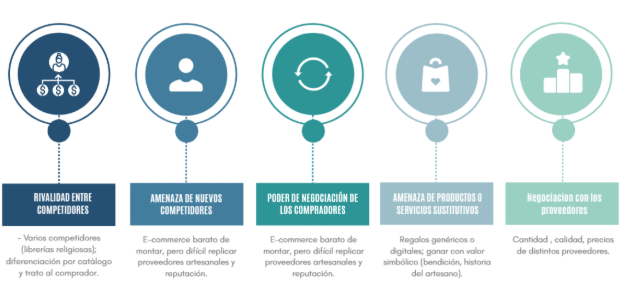 RIVALIDAD ENTRE
COMPETIDORES
- Varios competidores
(librerías religiosas);
diferenciación por catálogo
y trato al comprador.
AMENAZA DE NUEVOS
COMPETIDORES
E-commerce barato de
montar, pero difícil replicar
proveedores artesanales y
reputación.
PODER DE NEGOCIACIÓN DE
LOS COMPRADORES
E-commerce barato de
montar, pero difícil replicar
proveedores artesanales y
reputación.
AMENAZA DE PRODUCTOS O
SERVICIOS SUSTITUTIVOS
Regalos genéricos o
digitales; ganar con valor
simbólico (bendición, historia
del artesano).
Negociacion con los
proveedores
Cantidad , calidad, precios
de distintos proveedores.